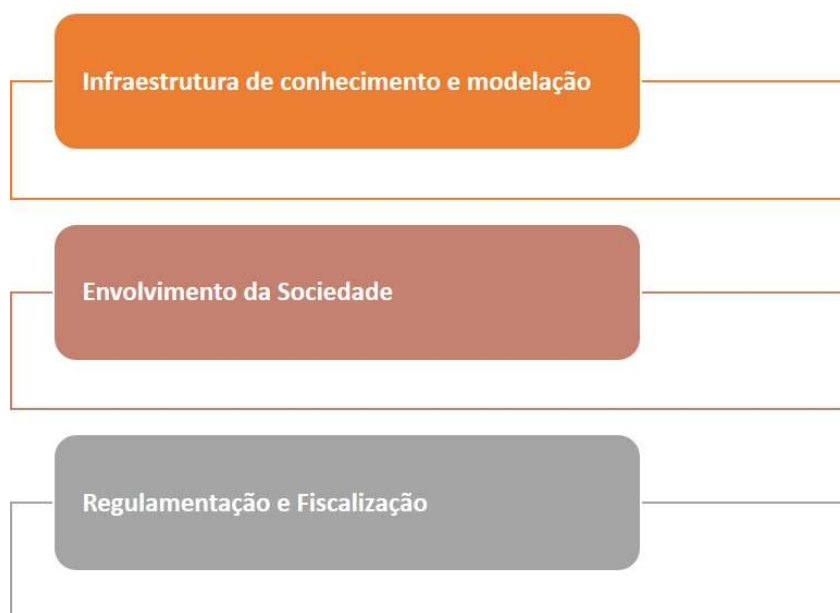 Infraestrutura de conhecimento e modelação
Envolvimento da Sociedade
Regulamentação e Fiscalização